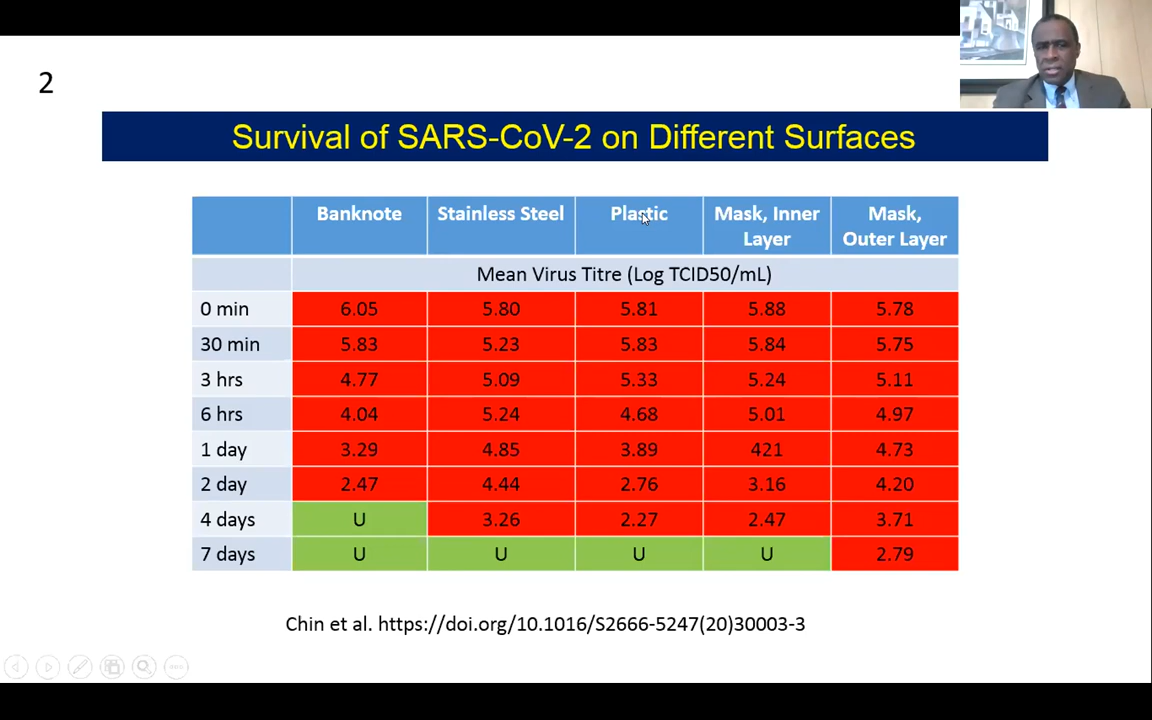 2
Survival of SARS-CoV-2 on Different Surfaces
Banknote Stainless Steel Plastic Mask, Inner Layer Mask, Outer Layer
Mean Virus Titre (Log TCID50/mL)
0 min 6.05 5.80 5.81 5.88 5.78
30 min 5.83 5.23 5.83 5.84 5.75
3 hrs 4.77 5.09 5.33 5.24 5.11
6 hrs 4.04 5.24 4.68 5.01 4.97
1 day 3.29 4.85 3.89 421 4.73
2 day 2.47 4.44 2.76 3.16 4.20
4 days U 3.26 2.27 2.47 3.71
7 days U U U U 2.79
Chin et al. https://doi.org/10.1016/S2666-5247(20)30003-3